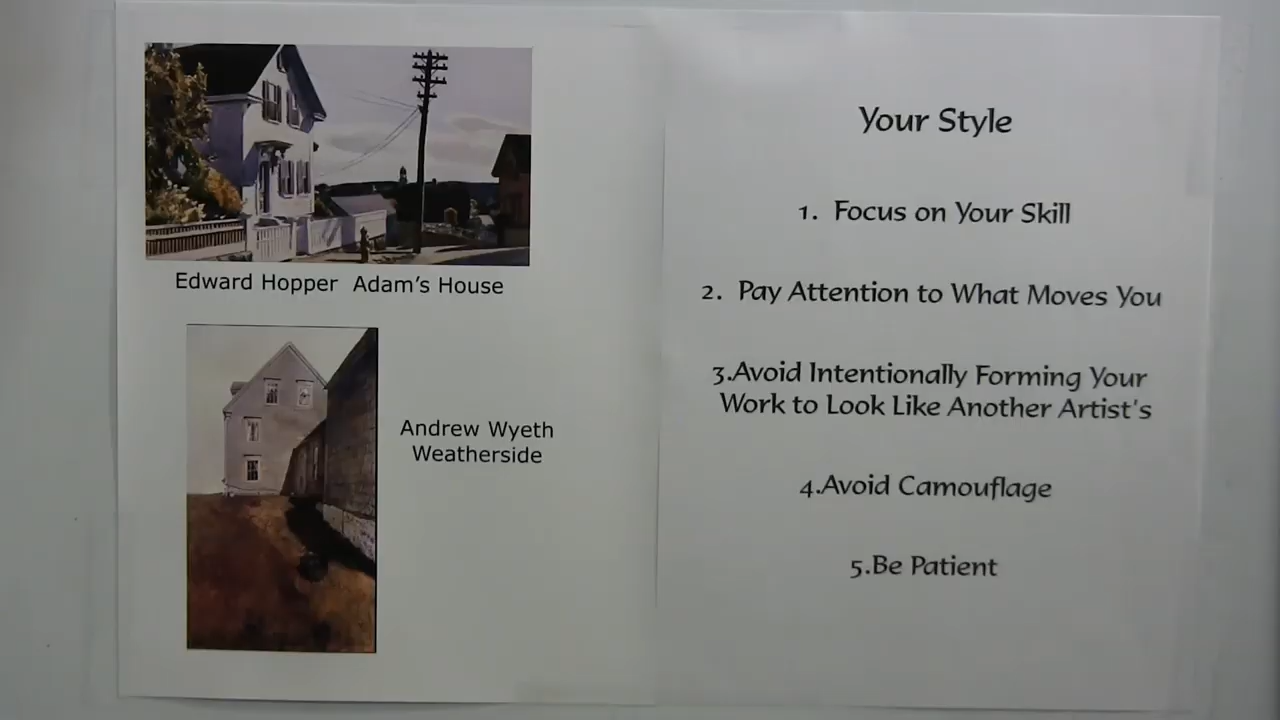 Edward Hopper Adam's House
Andrew Wyeth
Weatherside
Your Style
1. Focus on Your Skill
2. Pay Attention to What Moves You
3.Avoid Intentionally Forming Your
Work to Look Like Another Artist's
4.Avoid Camouflage
5.Be Patient